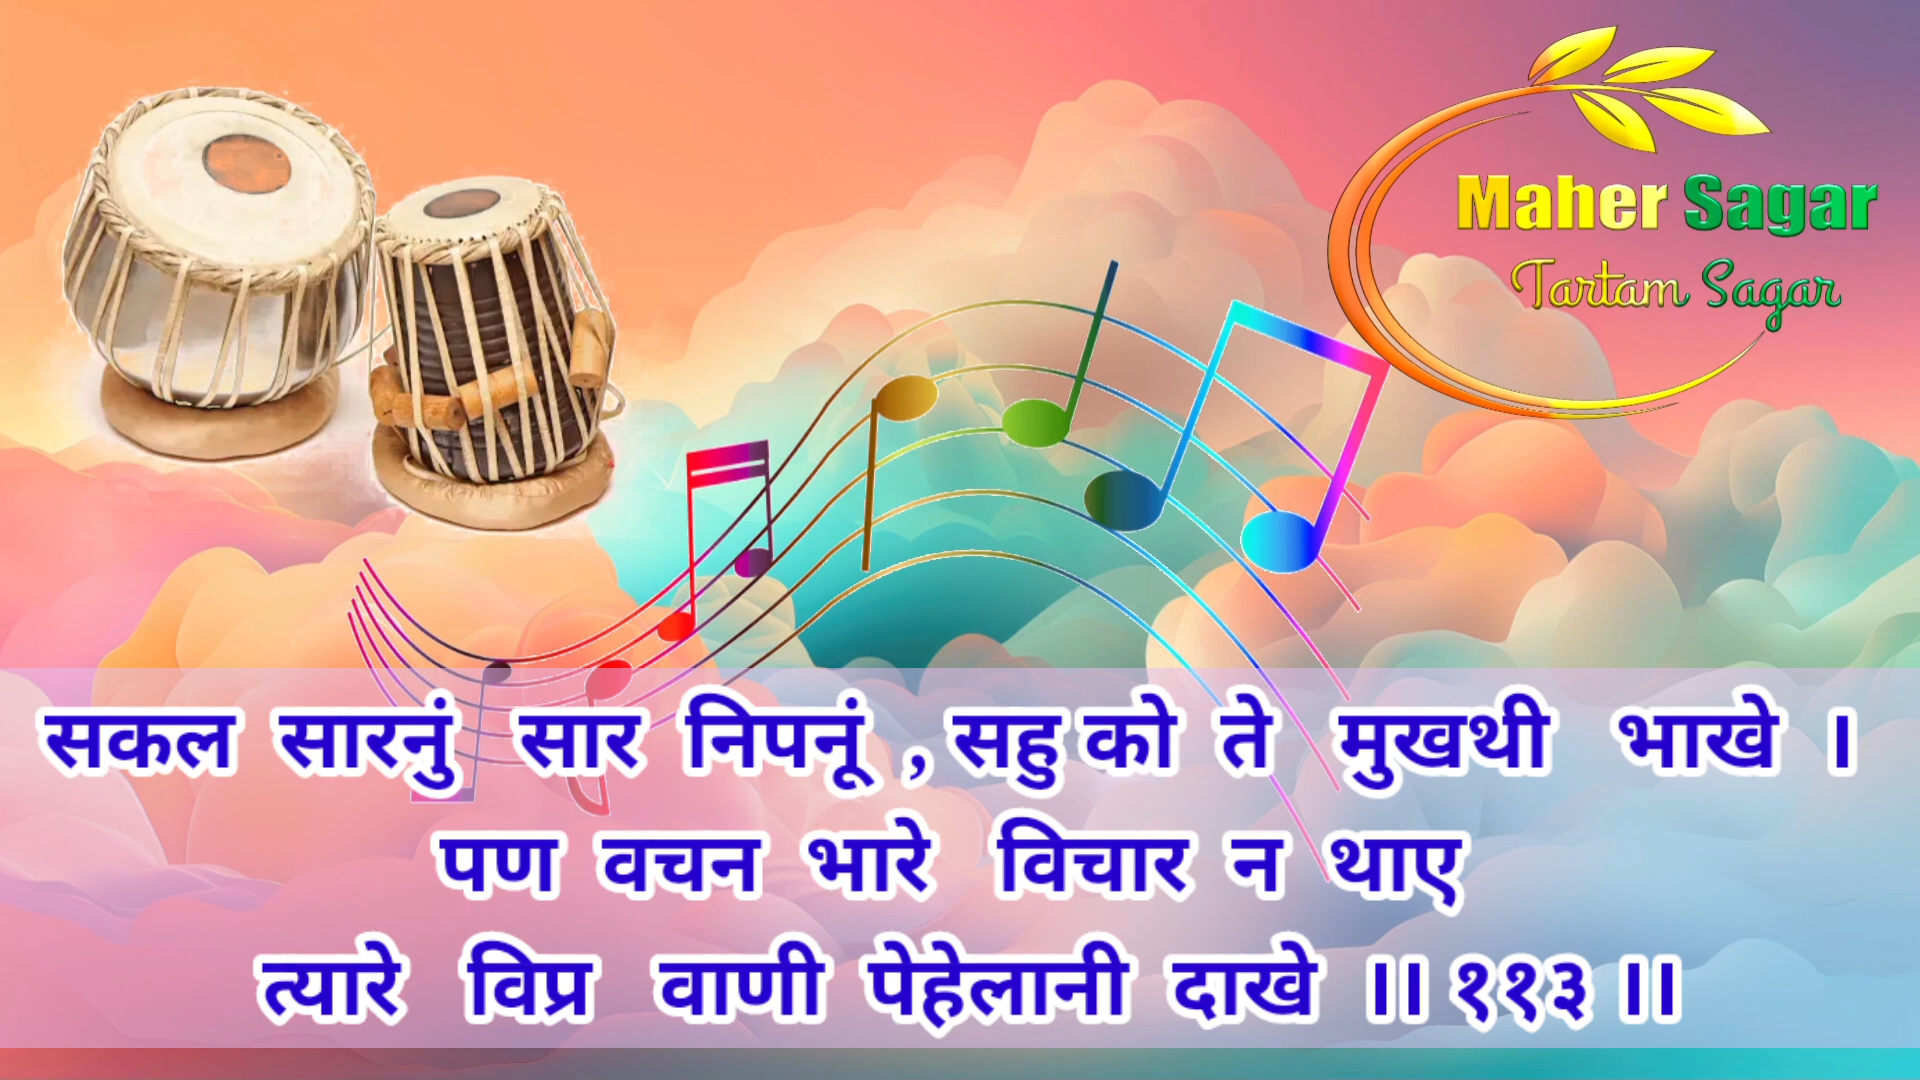 Maher Sagar
Tartam Sagar
सकल सारनुं सार निपनूं , सहु को ते मुखथी भाखे ।
पण वचन भारे विचार न थाए
त्यारे विप्र वाणी पेहेलानी दाखे ।। ११३ ।।